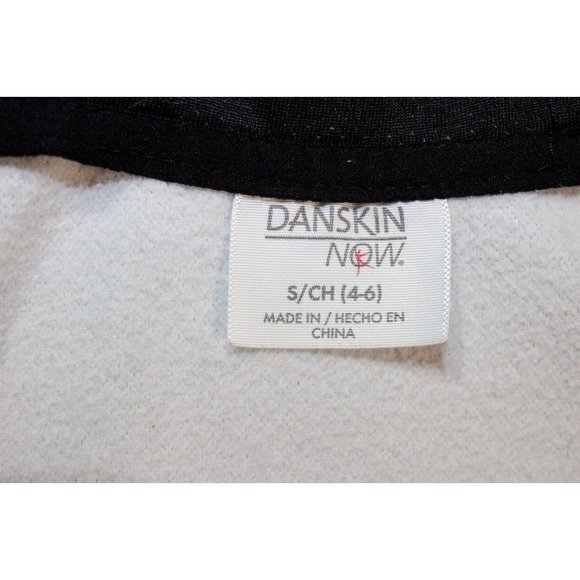 DANSKIN
NOW®
S/CH (4-6)
MADE IN / HECHO EN
CHINA